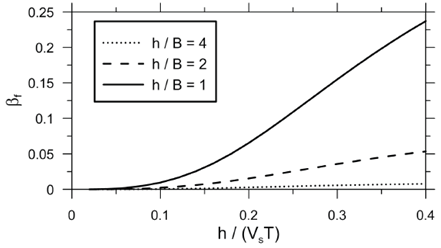 0.25
h / B = 4
h / B = 2
h / B = 1
0.2
0.15
0.1
0.05
0
βf
0 0.1 0.2 0.3 0.4
h / (VsT)